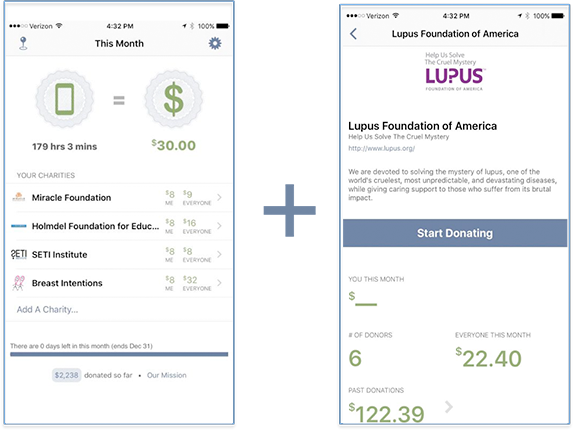 Verizon 4:32 PM 100%
This Month
=
$
179 hrs 3 mins $30.00
YOUR CHARITIES
Miracle Foundation $8 ME $9 EVERYONE
Holmdel Foundation for Educ... $8 ME $16 EVERYONE
SETI SETI Institute $8 ME $8 EVERYONE
Breast Intentions $8 ME $32 EVERYONE
Add A Charity...
There are 0 days left in this month (ends Dec 31)
$2,238 donated so far • Our Mission
+
Verizon 4:32 PM 100%
Lupus Foundation of America
Help Us Solve
The Cruel Mystery
LUPUS
FOUNDATION OF AMERICA
Lupus Foundation of America
Help Us Solve The Cruel Mystery
http://www.lupus.org/
We are devoted to solving the mystery of lupus, one of the
world's cruelest, most unpredictable, and devastating diseases,
while giving caring support to those who suffer from its brutal
impact.
Start Donating
YOU THIS MONTH
$__
# OF DONORS EVERYONE THIS MONTH
6 $22.40
PAST DONATIONS
$122.39